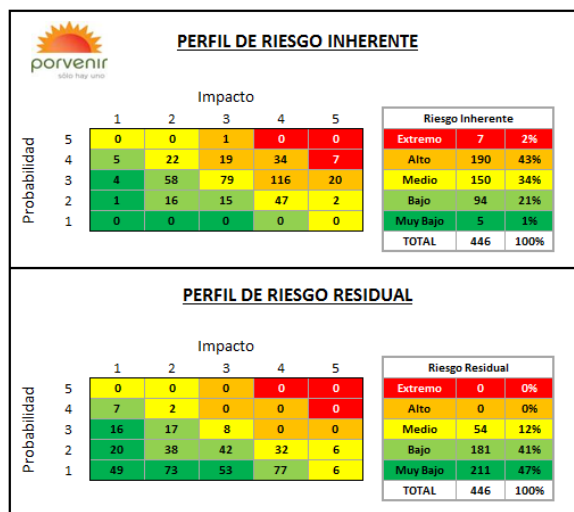 porvenir
sólo hay uno
PERFIL DE RIESGO INHERENTE
Impacto
1 2 3 4 5
Probabilidad
5 0 0 1 0 0
4 5 22 19 34 7
3 4 58 79 116 20
2 1 16 15 47 2
1 0 0 0 0 0
Riesgo Inherente
Extremo 7 2%
Alto 190 43%
Medio 150 34%
Bajo 94 21%
Muy Bajo 5 1%
TOTAL 446 100%
PERFIL DE RIESGO RESIDUAL
Impacto
1 2 3 4 5
Probabilidad
5 0 0 0 0 0
4 7 2 0 0 0
3 16 17 8 0 0
2 20 38 42 32 6
1 49 73 53 77 6
Riesgo Residual
Extremo 0 0%
Alto 0 0%
Medio 54 12%
Bajo 181 41%
Muy Bajo 211 47%
TOTAL 446 100%